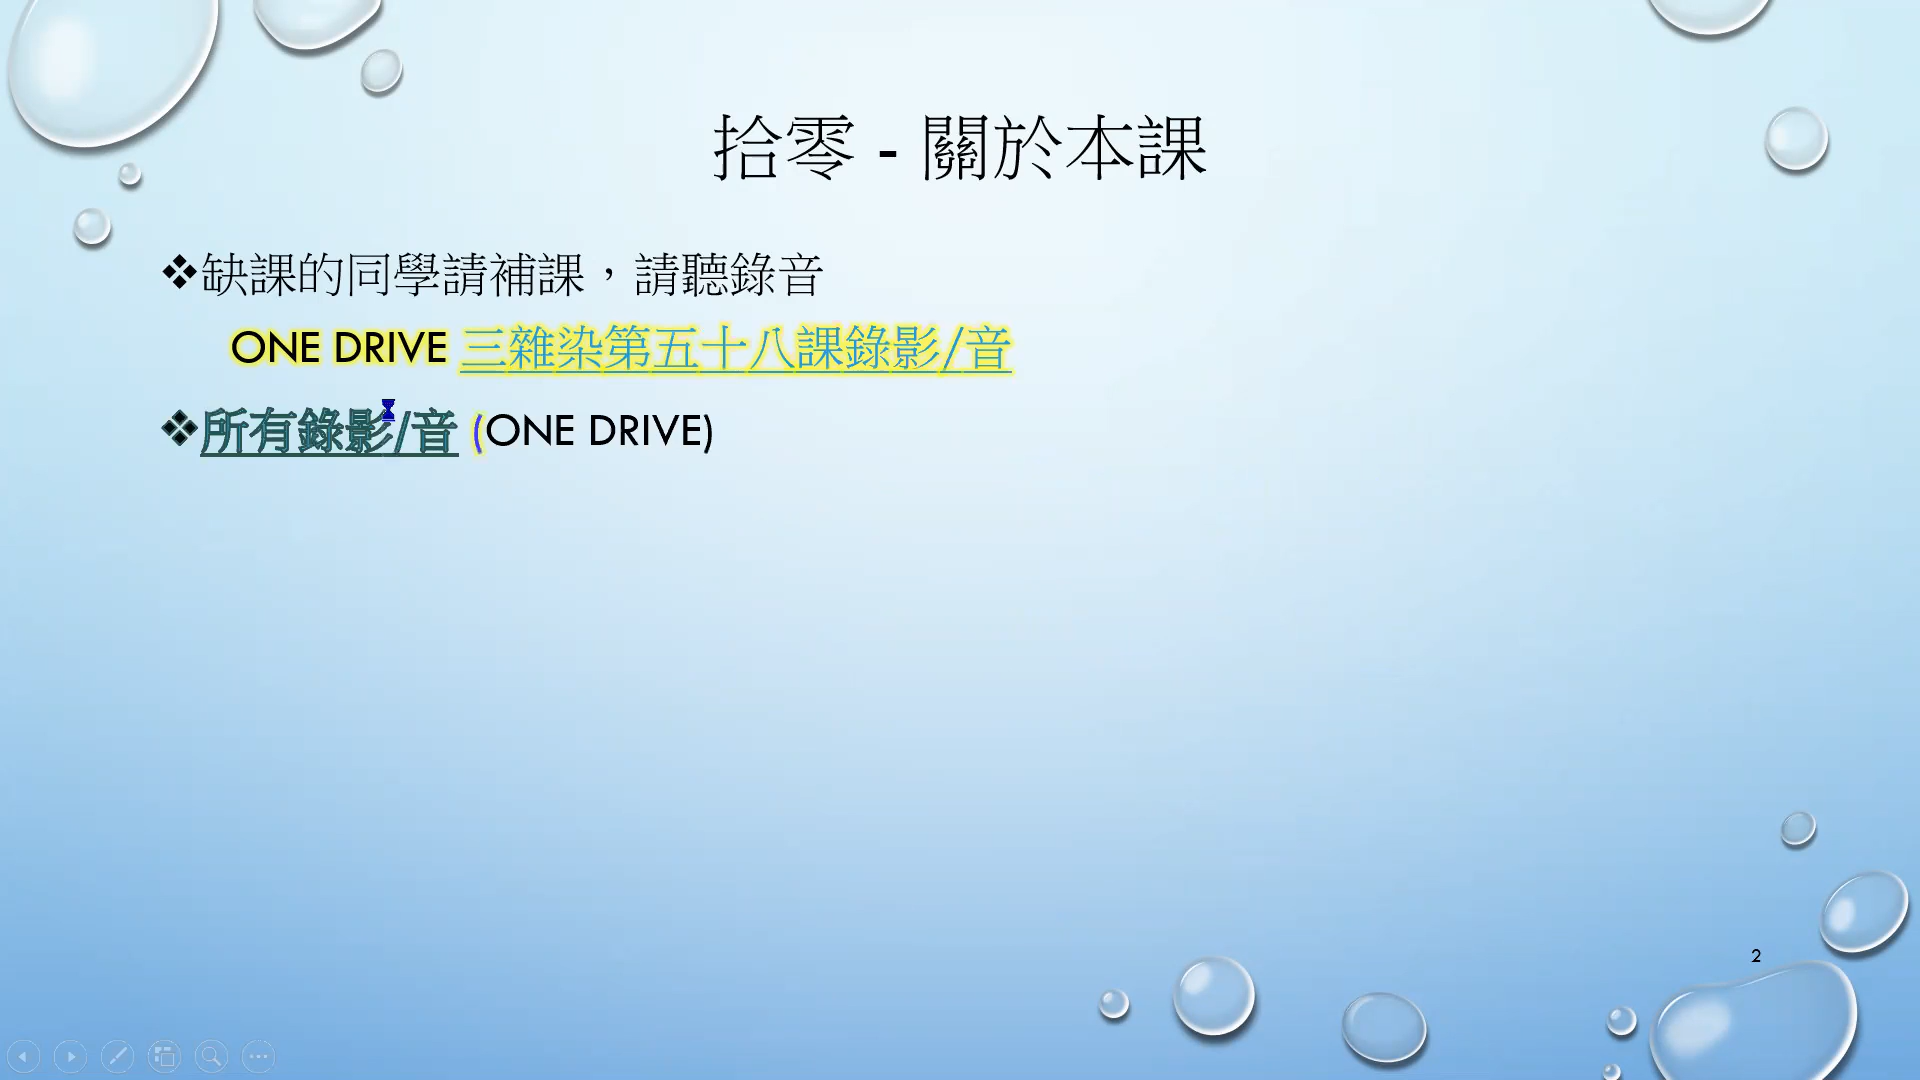 拾零 - 關於本課
❖缺課的同學請補課，請聽錄音
ONE DRIVE 三雜染第五十八課錄影/音
❖所有錄影/音 (ONE DRIVE)
2